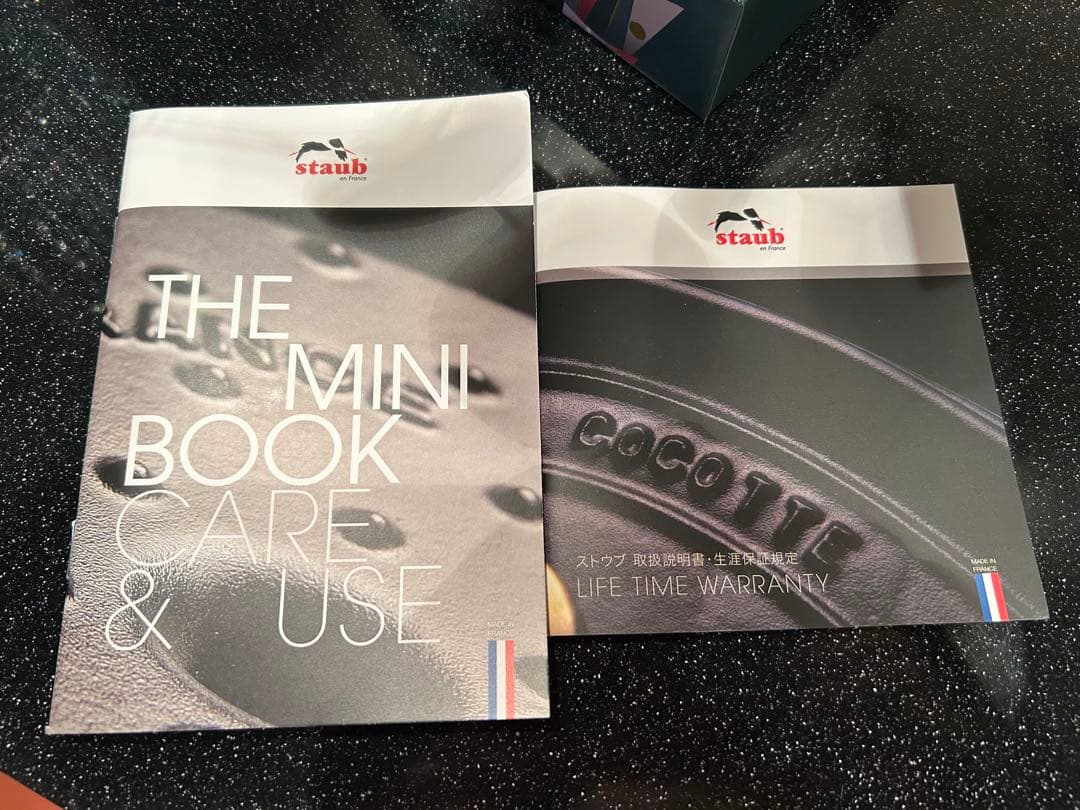 staub
en France
THE
MINI
BOOK
CARE
& USE
MADE IN
FRANCE
staub
en France
COCOTTE
ストウブ 取扱説明書・生涯保証規定
LIFE TIME WARRANTY
MADE IN
FRANCE